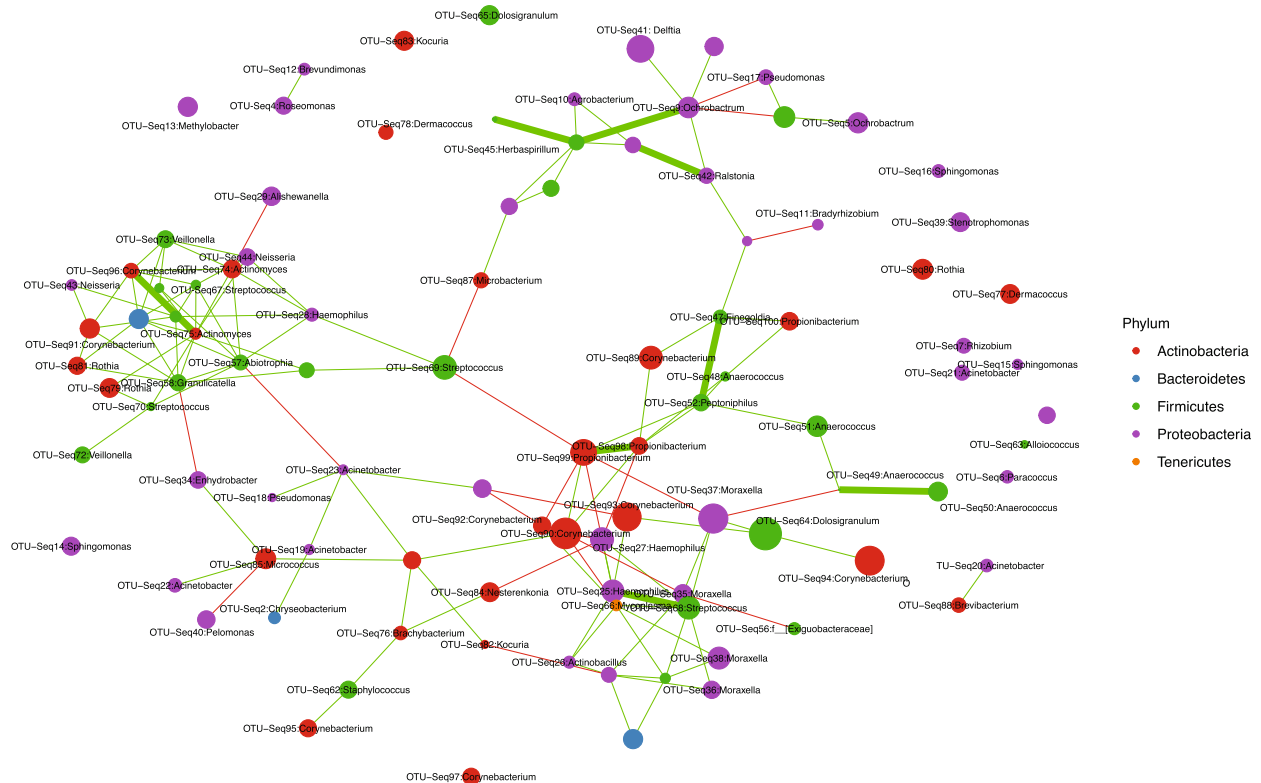 OTU−Seq65:Dolosigranulum
OTU−Seq83:Kocuria
OTU−Seq41: Delftia
OTU−Seq12:Brevundimonas
OTU−Seq17:Pseudomonas
OTU−Seq10:Agrobacterium
OTU−Seq4:Roseomonas
OTU−Seq9:Ochrobactrum
OTU−Seq13:Methylobacter
OTU−Seq78:Dermacoccus
OTU−Seq5:Ochrobactrum
OTU−Seq45:Herbaspirillum
OTU−Seq42:Ralstonia
OTU−Seq16:Sphingomonas
OTU−Seq29:Alishewanella
OTU−Seq11:Bradyrhizobium
OTU−Seq39:Stenotrophomonas
OTU−Seq73:Veillonella
OTU−Seq44:Neisseria
OTU−Seq96:Corynebacterium
OTU−Seq74:Actinomyces
OTU−Seq80:Rothia
OTU−Seq43:Neisseria
OTU−Seq67:Streptococcus
OTU−Seq87:Microbacterium
OTU−Seq77:Dermacoccus
OTU−Seq28:Haemophilus
OTU−Seq47:Finegoldia
OTU−Seq100:Propionibacterium
Phylum
OTU−Seq75:Actinomyces
OTU−Seq91:Corynebacterium
OTU−Seq7:Rhizobium
Actinobacteria
OTU−Seq89:Corynebacterium
OTU−Seq81:Rothia
OTU−Seq57:Abiotrophia
OTU−Seq69:Streptococcus
OTU−Seq15:Sphingomonas
OTU−Seq21:Acinetobacter
OTU−Seq48:Anaerococcus
Bacteroidetes
OTU−Seq79:Rothia
OTU−Seq58:Granulicatella
OTU−Seq70:Streptococcus
OTU−Seq52:Peptoniphilus
Firmicutes
OTU−Seq51:Anaerococcus
Proteobacteria
OTU−Seq72:Veillonella
OTU−Seq98:Propionibacterium
OTU−Seq99:Propionibacterium
OTU−Seq63:Alloiococcus
Tenericutes
OTU−Seq23:Acinetobacter
OTU−Seq34:Enhydrobacter
OTU−Seq49:Anaerococcus
OTU−Seq6:Paracoccus
OTU−Seq18:Pseudomonas
OTU−Seq37:Moraxella
OTU−Seq93:Corynebacterium
OTU−Seq50:Anaerococcus
OTU−Seq92:Corynebacterium
OTU−Seq64:Dolosigranulum
OTU−Seq90:Corynebacterium
OTU−Seq14:Sphingomonas
OTU−Seq19:Acinetobacter
OTU−Seq27:Haemophilus
OTU−Seq85:Micrococcus
TU−Seq20:Acinetobacter
OTU−Seq94:Corynebacterium
O
OTU−Seq22:Acinetobacter
OTU−Seq84:Nesterenkonia
OTU−Seq25:Haemophilus
OTU−Seq35:Moraxella
OTU−Seq2:Chryseobacterium
OTU−Seq66:Mycoplasma
OTU−Seq68:Streptococcus
OTU−Seq88:Brevibacterium
OTU−Seq40:Pelomonas
OTU−Seq76:Brachybacterium
OTU−Seq56:f__[Exiguobacteraceae]
OTU−Seq82:Kocuria
OTU−Seq26:Actinobacillus
OTU−Seq38:Moraxella
OTU−Seq62:Staphylococcus
OTU−Seq36:Moraxella
OTU−Seq95:Corynebacterium
OTU−Seq97:Corynebacterium